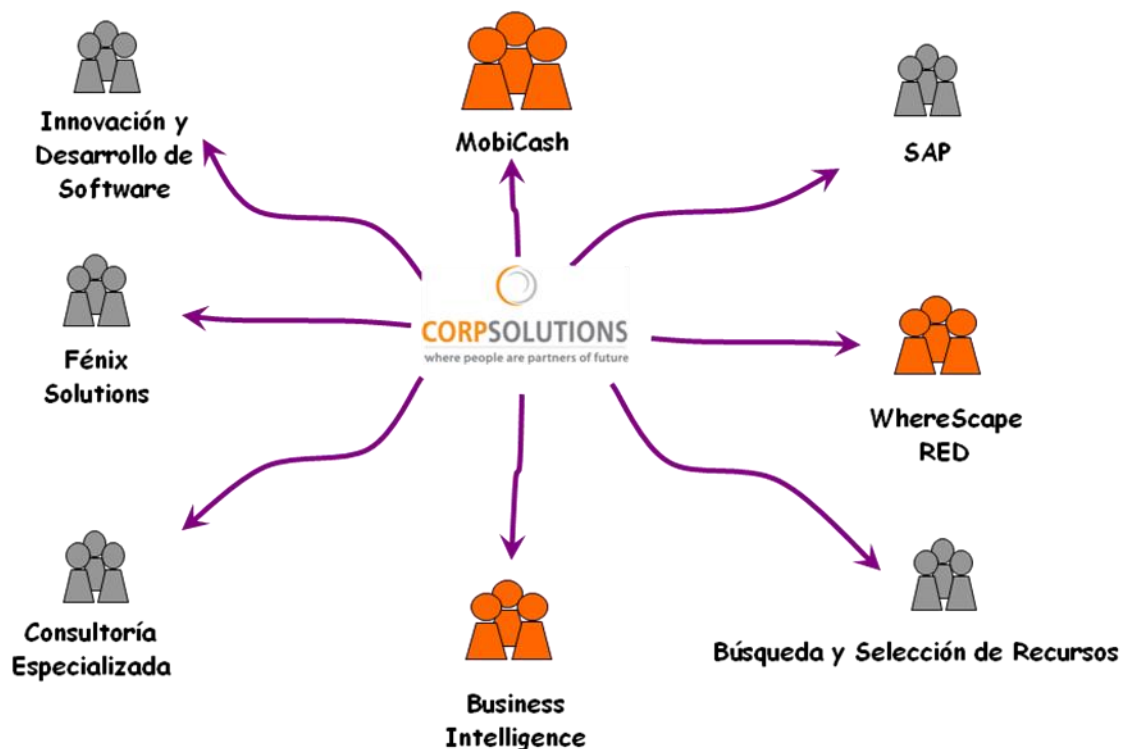 Innovación y
Desarrollo de
Software
MobiCash
SAP
Fénix
Solutions
CORPSOLUTIONS
where people are partners of future
WhereScape
RED
Consultoría
Especializada
Business
Intelligence
Búsqueda y Selección de Recursos